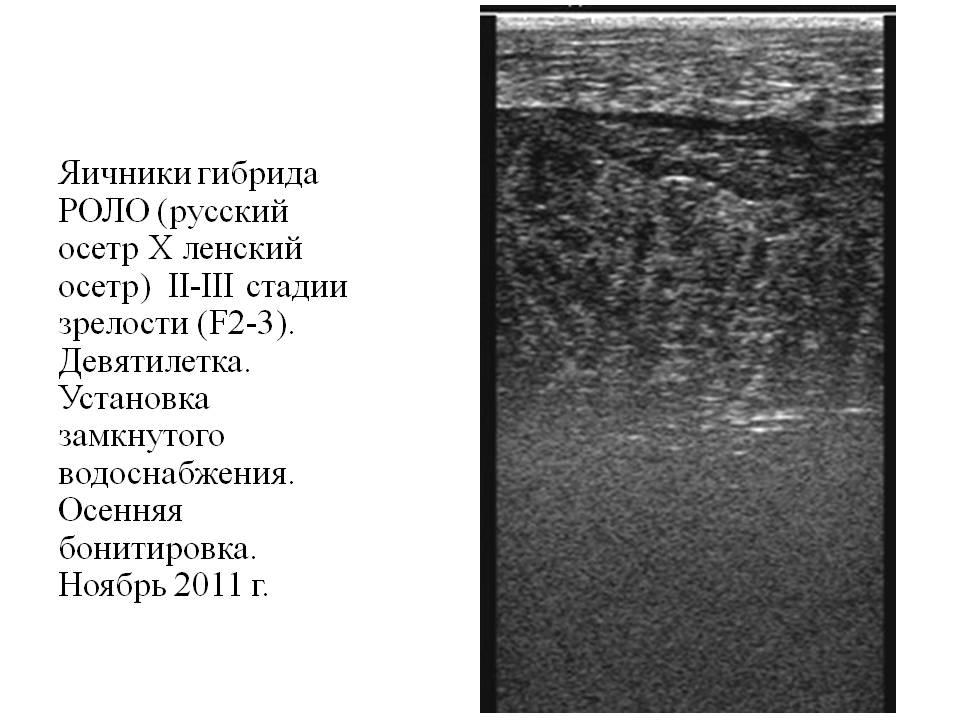 Яичники гибрида
РОЛО (русский
осетр Х ленский
осетр) II-III стадии
зрелости (F2-3).
Девятилетка.
Установка
замкнутого
водоснабжения.
Осенняя
бонитировка.
Ноябрь 2011 г.